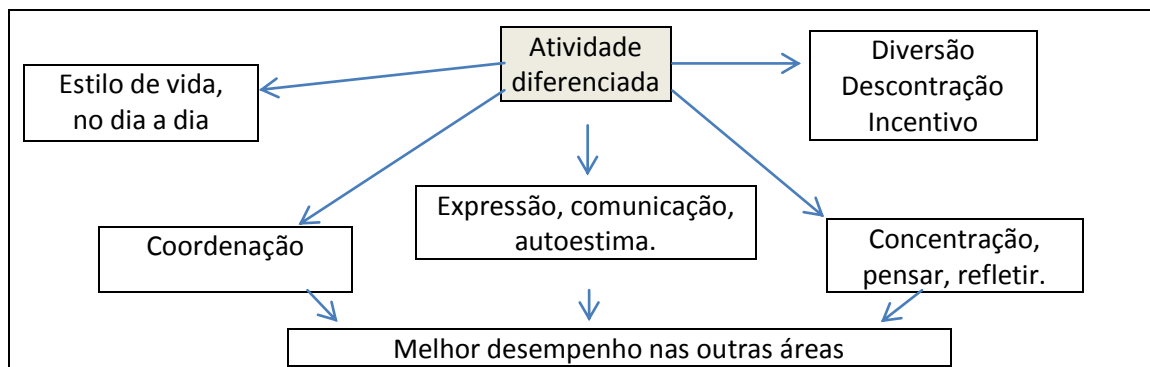 Atividade
diferenciada
Diversão
Descontração
Incentivo
Estilo de vida,
no dia a dia
Expressão, comunicação,
autoestima.
Coordenação
Concentração,
pensar, refletir.
Melhor desempenho nas outras áreas